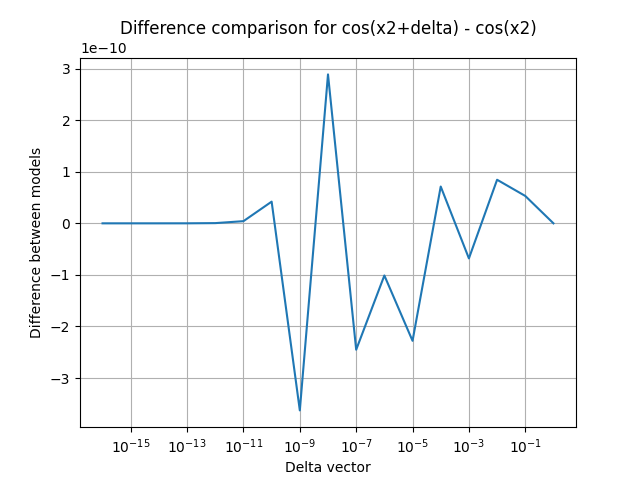 Difference comparison for cos(x2+delta) - cos(x2)
1e−10
3
2
1
0
−1
−2
−3
Difference between models
10⁻¹⁵ 10⁻¹³ 10⁻¹¹ 10⁻⁹ 10⁻⁷ 10⁻⁵ 10⁻³ 10⁻¹
Delta vector